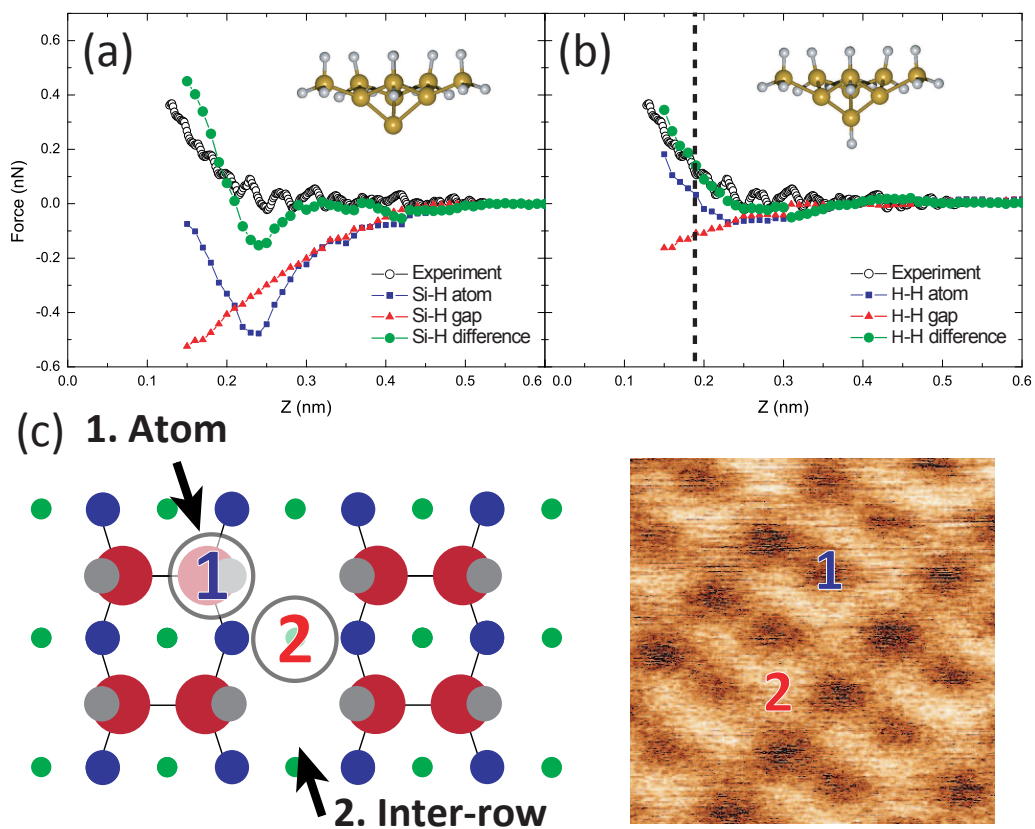 (a)
0.6
0.4
0.2
0.0
-0.2
-0.4
-0.6
Force (nN)
0.0 0.1 0.2 0.3 0.4 0.5 0.6
Z (nm)
Experiment
Si-H atom
Si-H gap
Si-H difference
(b)
0.0 0.1 0.2 0.3 0.4 0.5 0.6
Z (nm)
Experiment
H-H atom
H-H gap
H-H difference
(c)
1. Atom
1
2
2. Inter-row
1
2